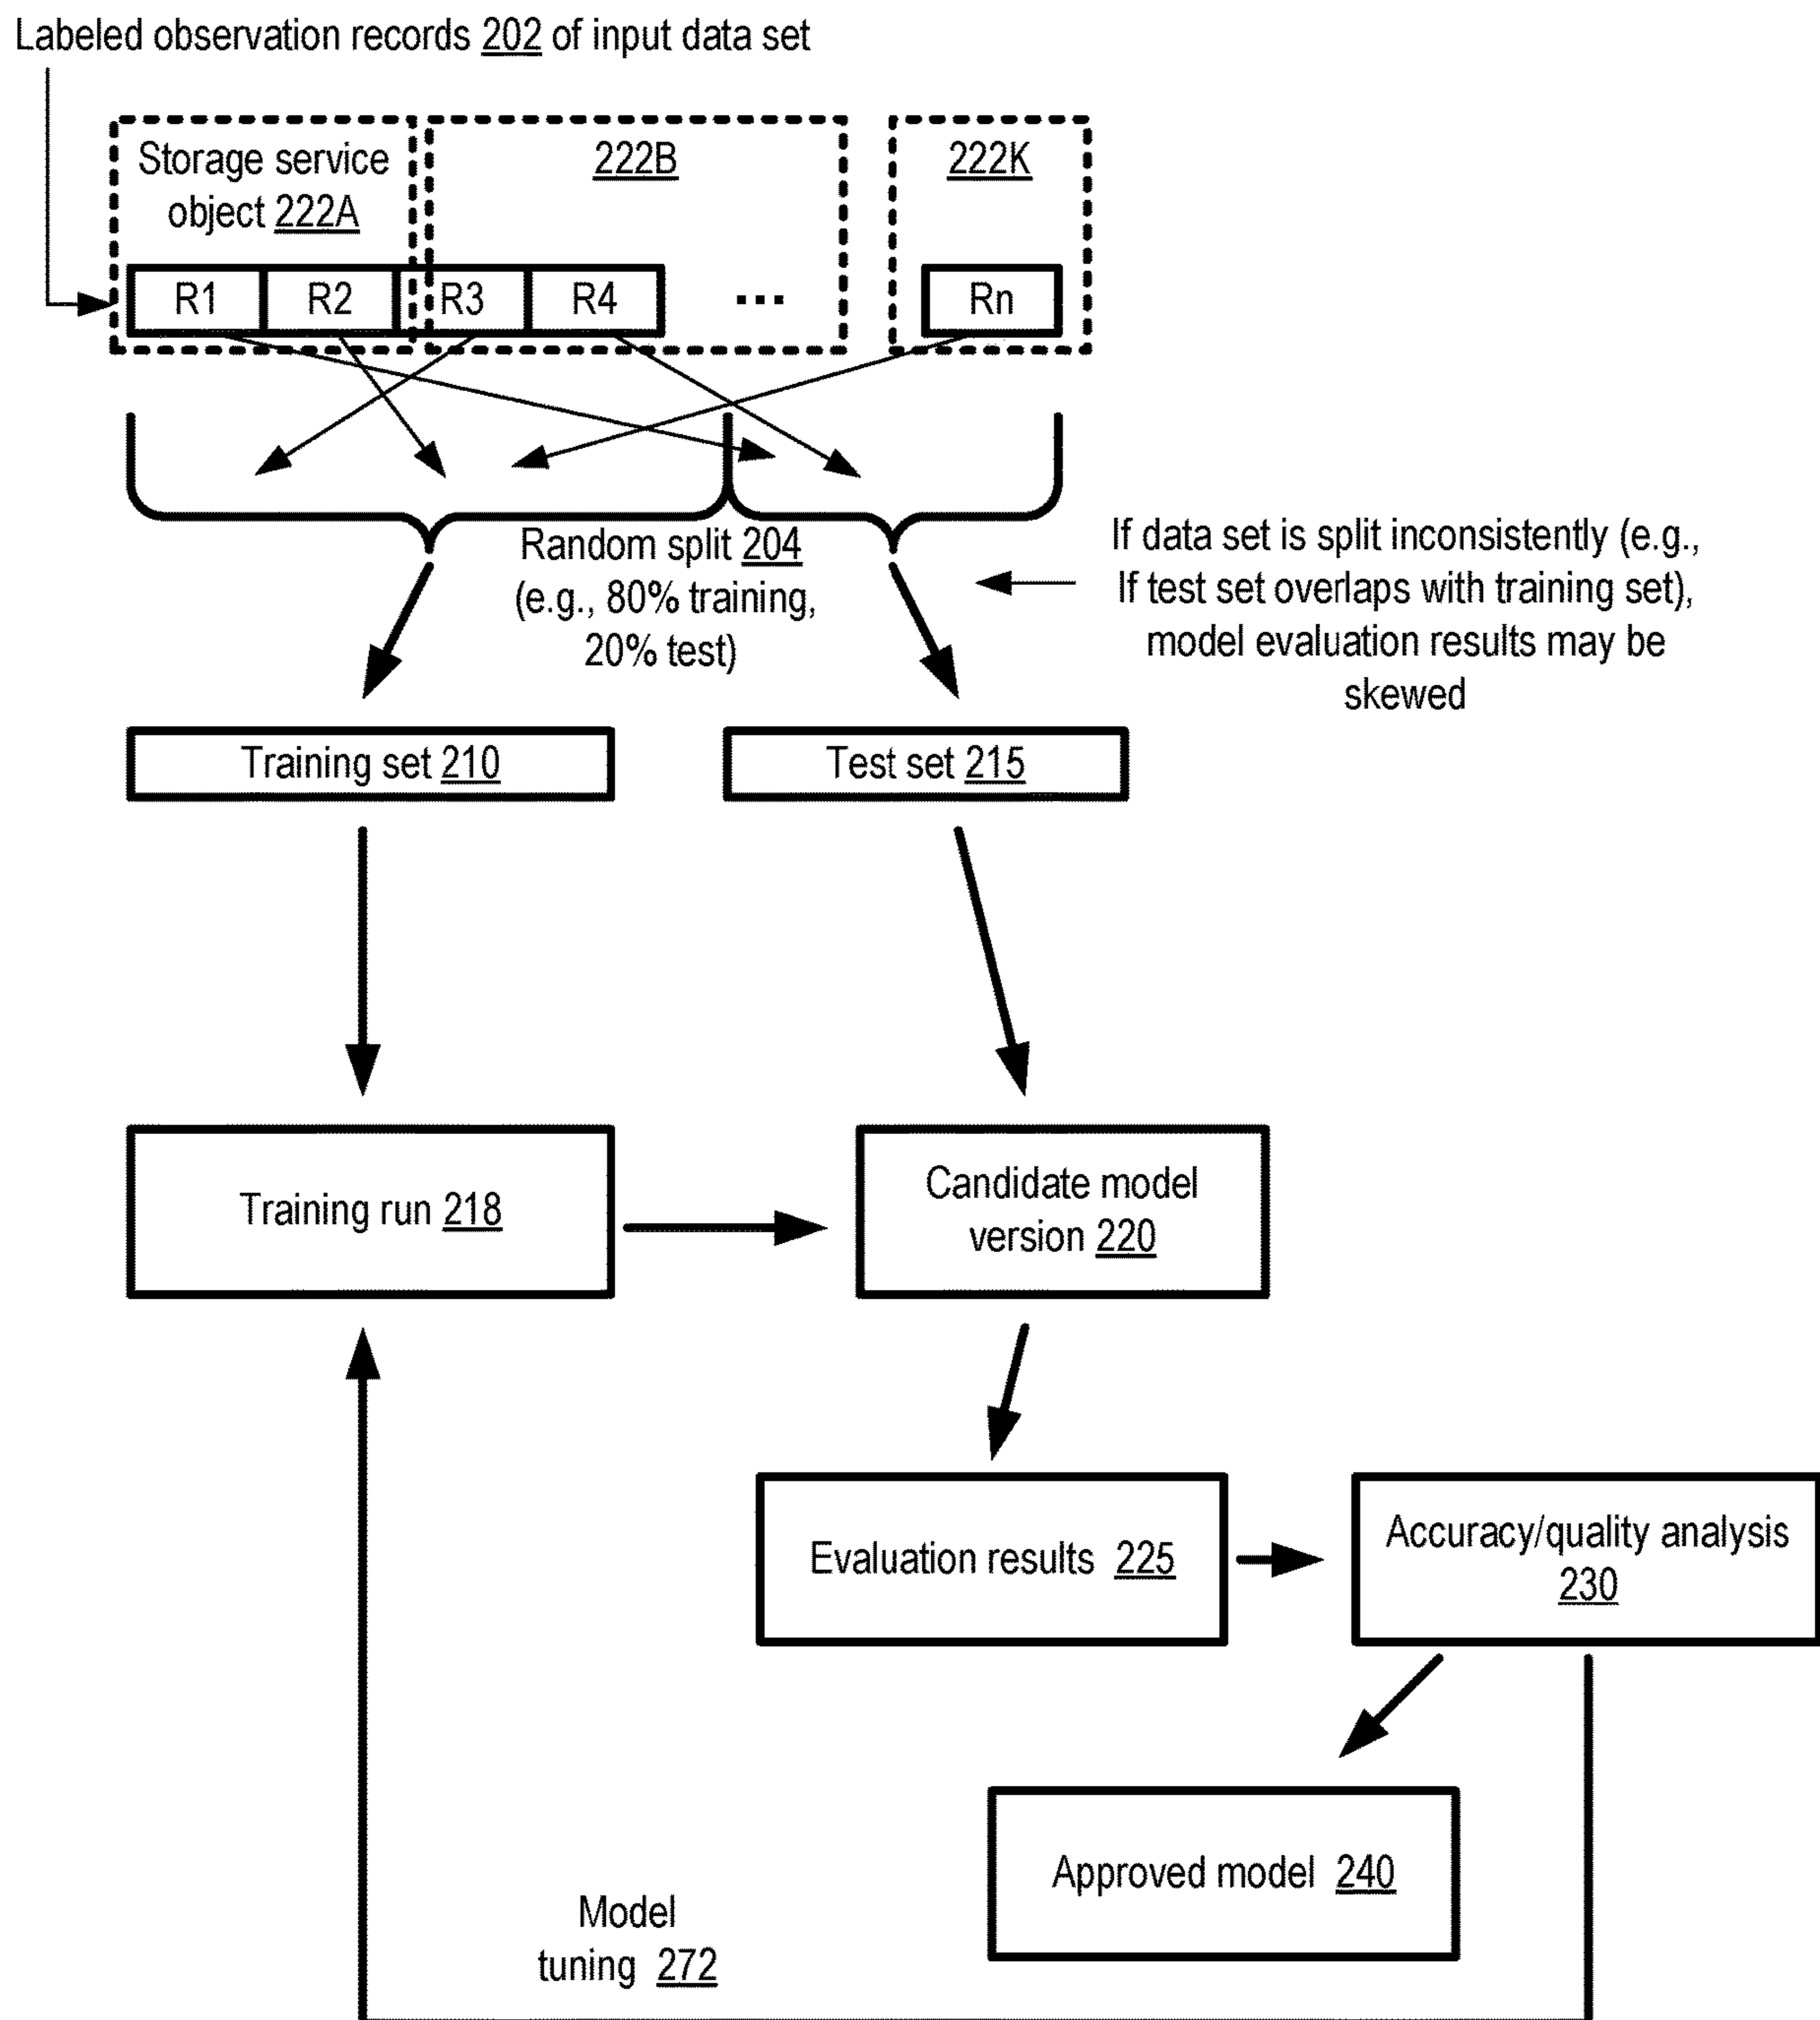 Labeled observation records 202 of input data set
Storage service
object 222A
222B
222K
R1
R2
R3
R4
...
Rn
Random split 204
(e.g., 80% training,
20% test)
If data set is split inconsistently (e.g.,
If test set overlaps with training set),
model evaluation results may be
skewed
Training set 210
Test set 215
Training run 218
Candidate model
version 220
Evaluation results 225
Accuracy/quality analysis
230
Approved model 240
Model
tuning 272